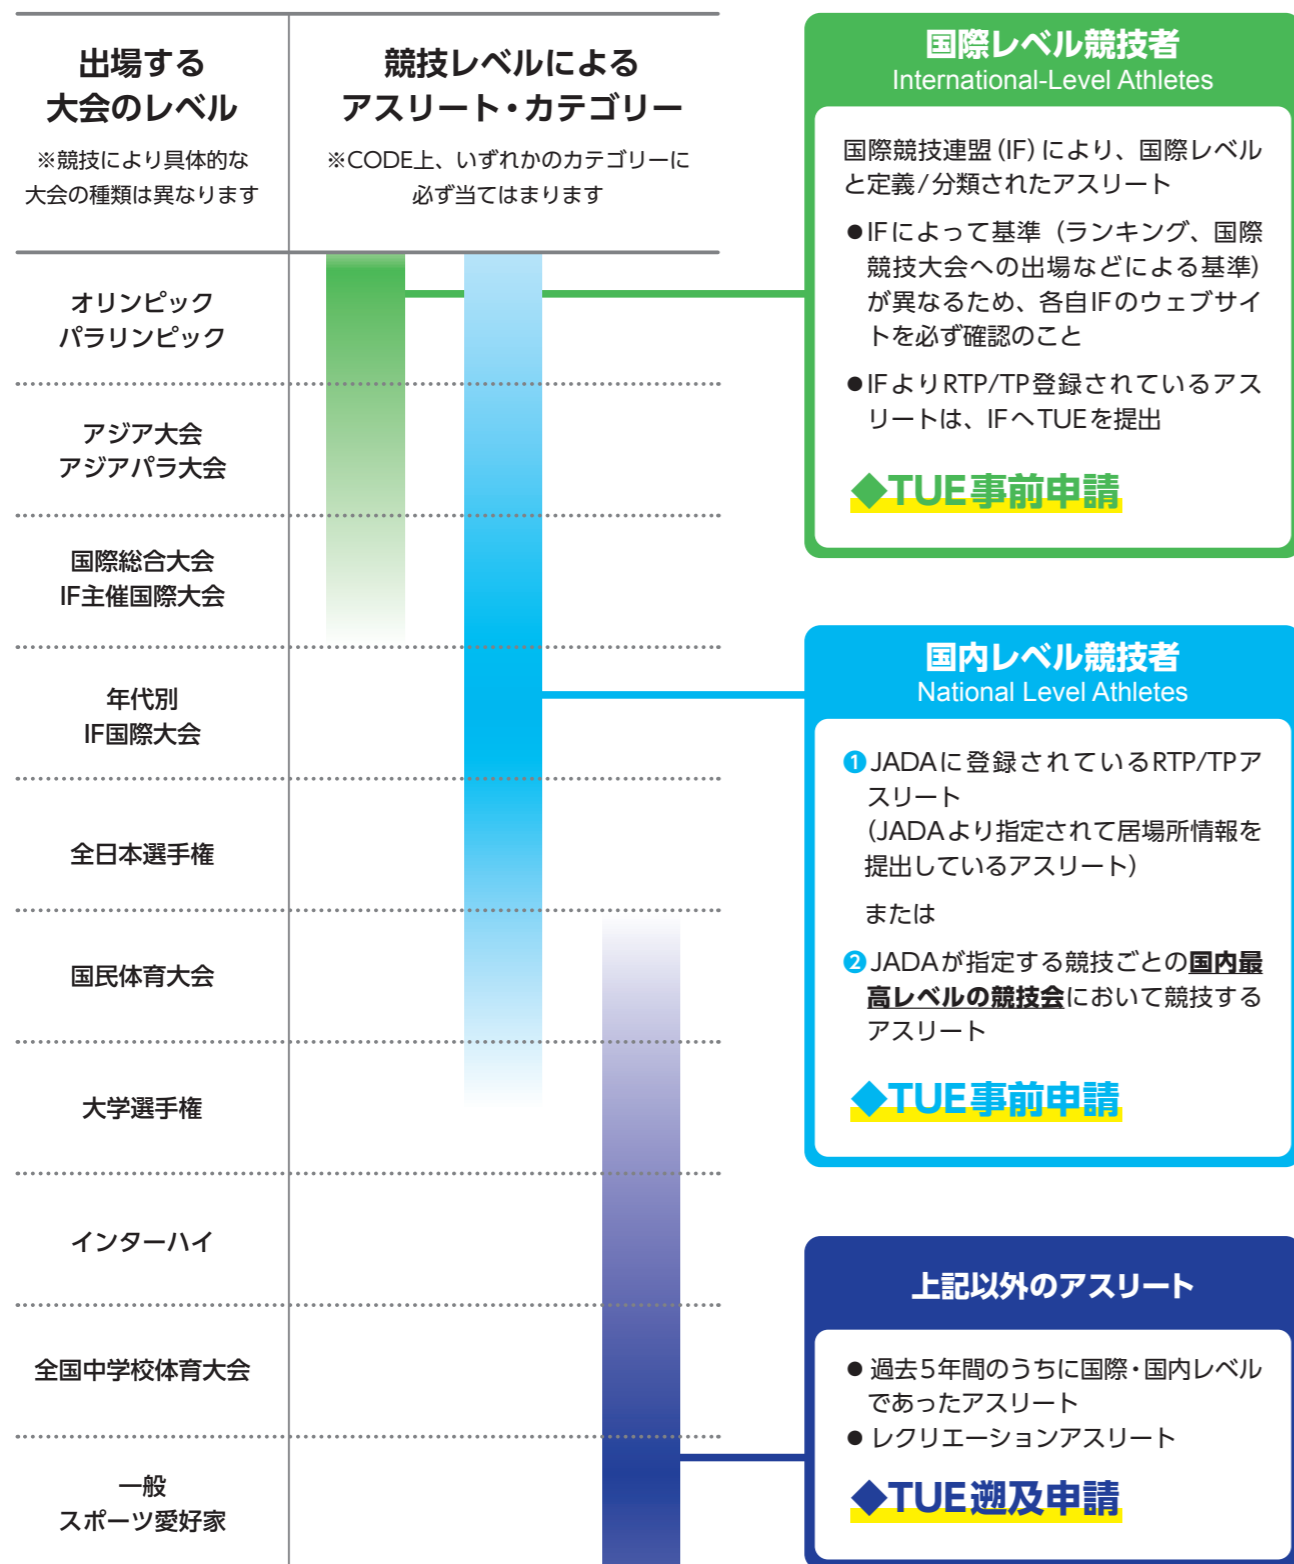 出場する
大会のレベル
※競技により具体的な
大会の種類は異なります
競技レベルによる
アスリート・カテゴリー
※CODE上、いずれかのカテゴリーに
必ず当てはまります
オリンピック
パラリンピック
アジア大会
アジアパラ大会
国際総合大会
IF主催国際大会
年代別
IF国際大会
全日本選手権
国民体育大会
大学選手権
インターハイ
全国中学校体育大会
一般
スポーツ愛好家
国際レベル競技者
International-Level Athletes
国際競技連盟(IF)により、国際レベル
と定義/分類されたアスリート
●IFによって基準（ランキング、国際
競技大会への出場などによる基準）
が異なるため、各自IFのウェブサイ
トを必ず確認のこと
●IFよりRTP/TP登録されているアス
リートは、IFへTUEを提出
◆TUE事前申請
国内レベル競技者
National Level Athletes
❶JADAに登録されているRTP/TPア
スリート
（JADAより指定されて居場所情報を
提出しているアスリート）
または
❷JADAが指定する競技ごとの国内最
高レベルの競技会において競技する
アスリート
◆TUE事前申請
上記以外のアスリート
●過去5年間のうちに国際・国内レベル
であったアスリート
●レクリエーションアスリート
◆TUE遡及申請